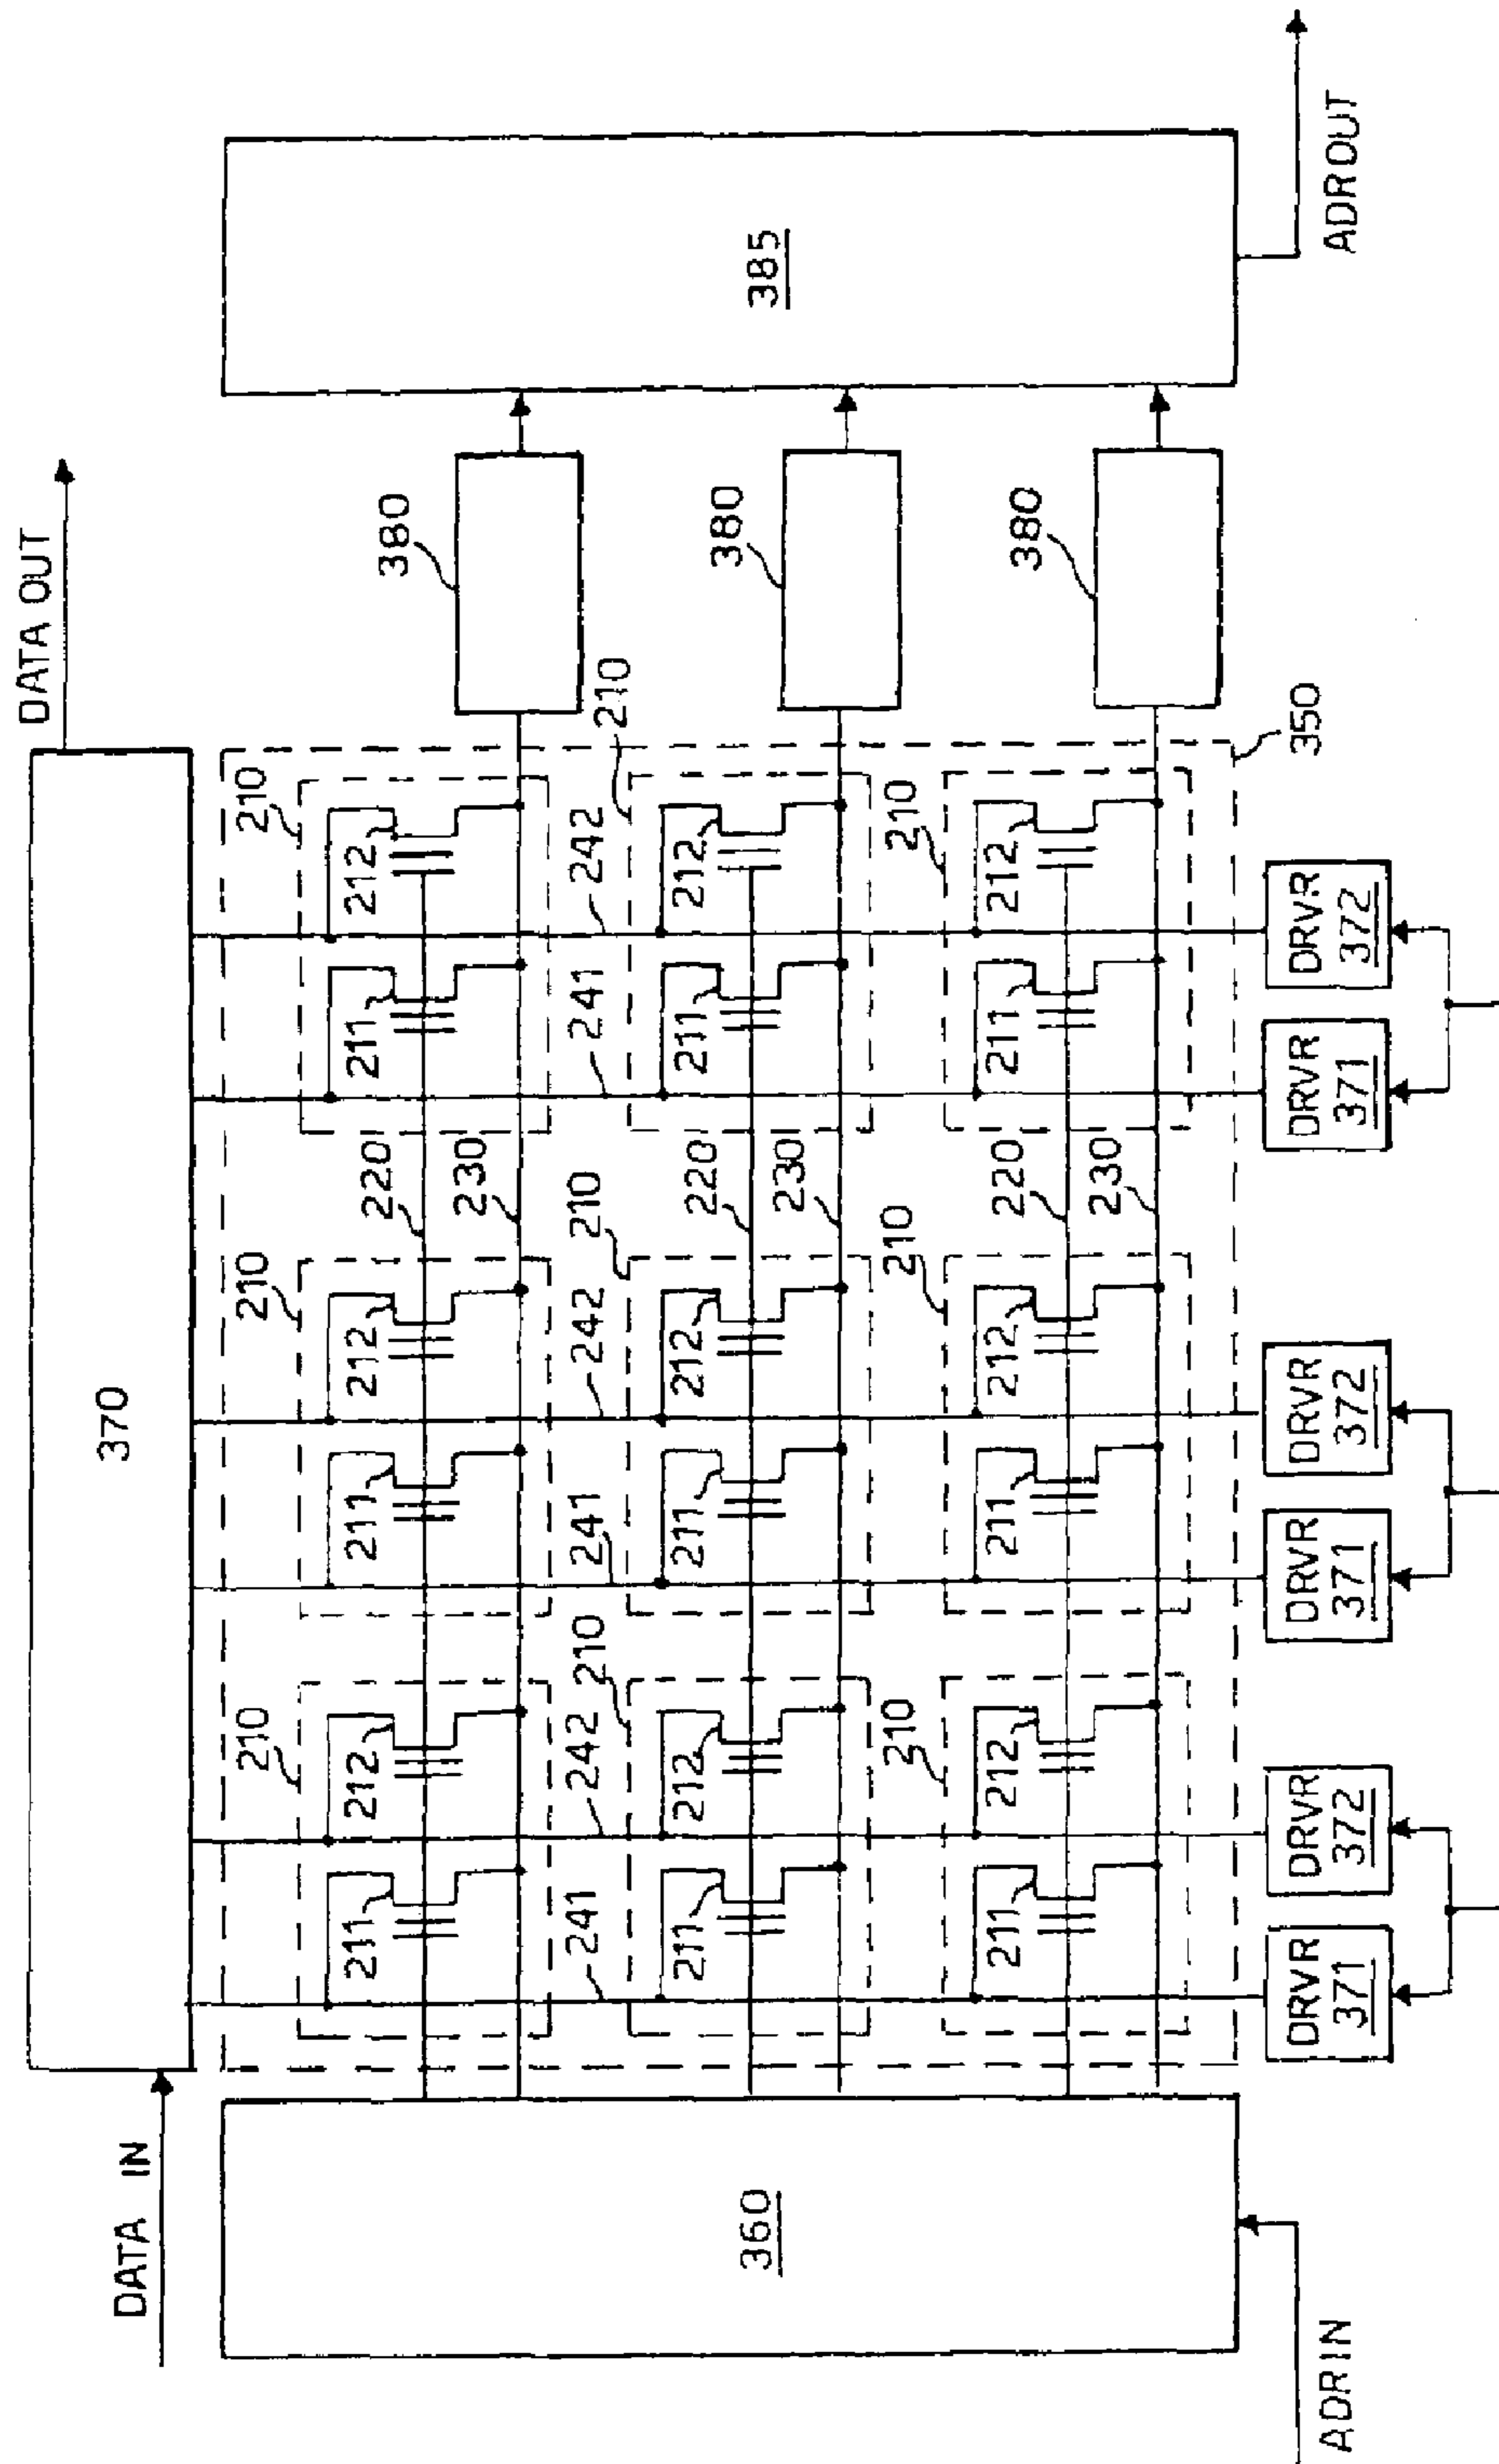 DATA OUT
370
DATA IN
210 210 210
211 212 211 212 211 212
220
380
230
241 242 241 242 241 242
210 210 210
211 212 211 212 211 212
220
380
360
385
230
210 210 210
211 212 211 212 211 212
220
380
230
350
DRVR DRVR DRVR DRVR DRVR DRVR
371 372 371 372 371 372
ADRIN
ADROUT